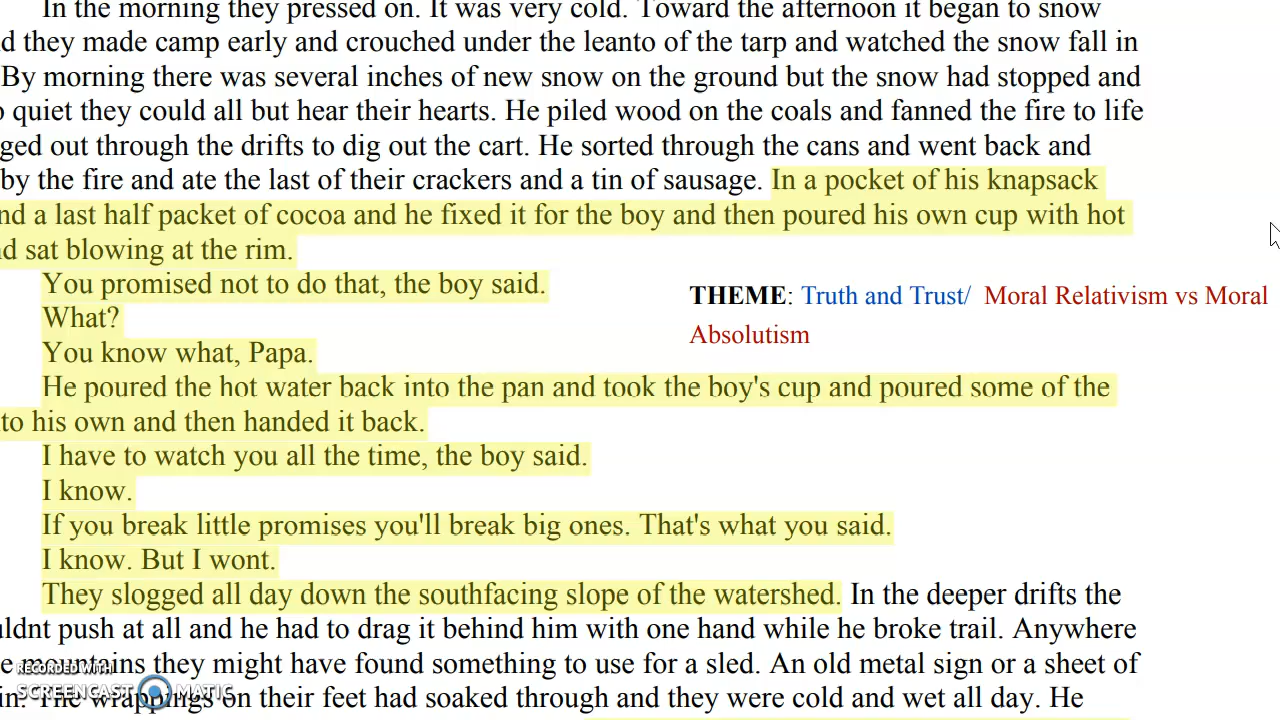 In the morning they pressed on. It was very cold. Toward the afternoon it began to snow
d they made camp early and crouched under the leanto of the tarp and watched the snow fall in
By morning there was several inches of new snow on the ground but the snow had stopped and
o quiet they could all but hear their hearts. He piled wood on the coals and fanned the fire to life
ged out through the drifts to dig out the cart. He sorted through the cans and went back and
by the fire and ate the last of their crackers and a tin of sausage. In a pocket of his knapsack
nd a last half packet of cocoa and he fixed it for the boy and then poured his own cup with hot
d sat blowing at the rim.
You promised not to do that, the boy said.
What?
You know what, Papa.
THEME: Truth and Trust/ Moral Relativism vs Moral
Absolutism
He poured the hot water back into the pan and took the boy's cup and poured some of the
to his own and then handed it back.
I have to watch you all the time, the boy said.
I know.
If you break little promises you'll break big ones. That's what you said.
I know. But I wont.
They slogged all day down the southfacing slope of the watershed. In the deeper drifts the
ldnt push at all and he had to drag it behind him with one hand while he broke trail. Anywhere
e mountains they might have found something to use for a sled. An old metal sign or a sheet of
in. The wrappings on their feet had soaked through and they were cold and wet all day. He
RECORDED WITH
SCREENCAST MATIC